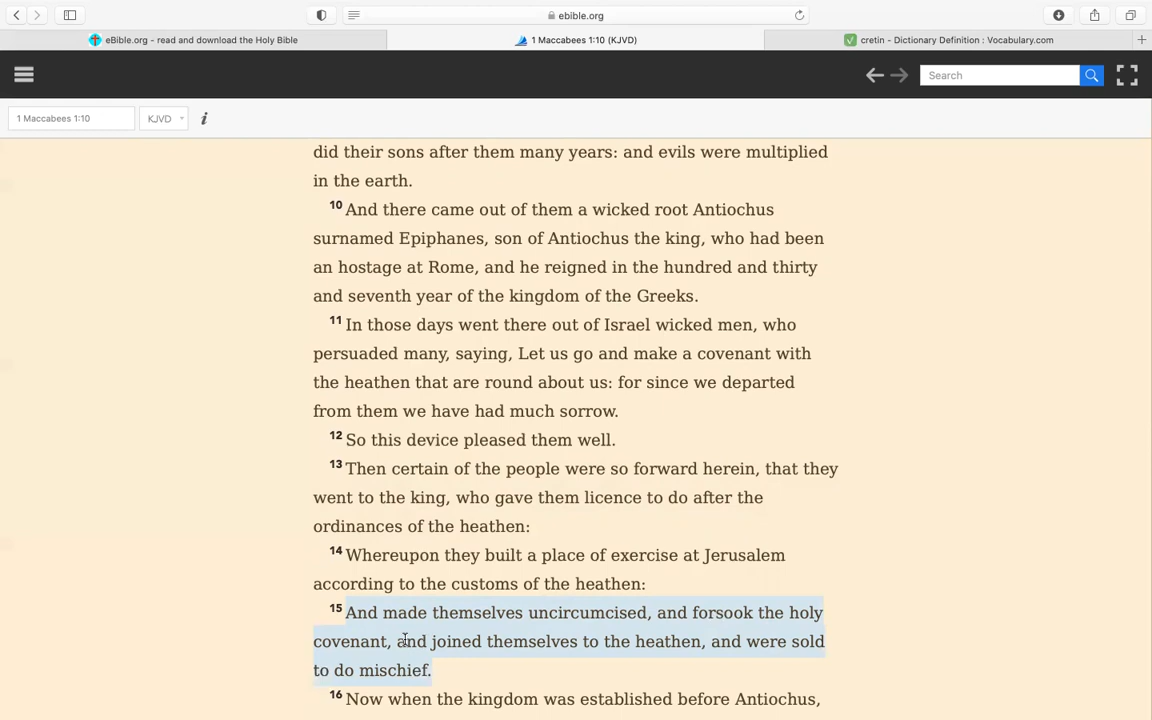 ebible.org
eBible.org - read and download the Holy Bible
1 Maccabees 1:10 (KJVD)
cretin - Dictionary Definition : Vocabulary.com
Search
1 Maccabees 1:10
KJVD
i
did their sons after them many years: and evils were multiplied
in the earth.
10 And there came out of them a wicked root Antiochus
surnamed Epiphanes, son of Antiochus the king, who had been
an hostage at Rome, and he reigned in the hundred and thirty
and seventh year of the kingdom of the Greeks.
11 In those days went there out of Israel wicked men, who
persuaded many, saying, Let us go and make a covenant with
the heathen that are round about us: for since we departed
from them we have had much sorrow.
12 So this device pleased them well.
13 Then certain of the people were so forward herein, that they
went to the king, who gave them licence to do after the
ordinances of the heathen:
14 Whereupon they built a place of exercise at Jerusalem
according to the customs of the heathen:
15 And made themselves uncircumcised, and forsook the holy
covenant, and joined themselves to the heathen, and were sold
to do mischief.
16 Now when the kingdom was established before Antiochus,